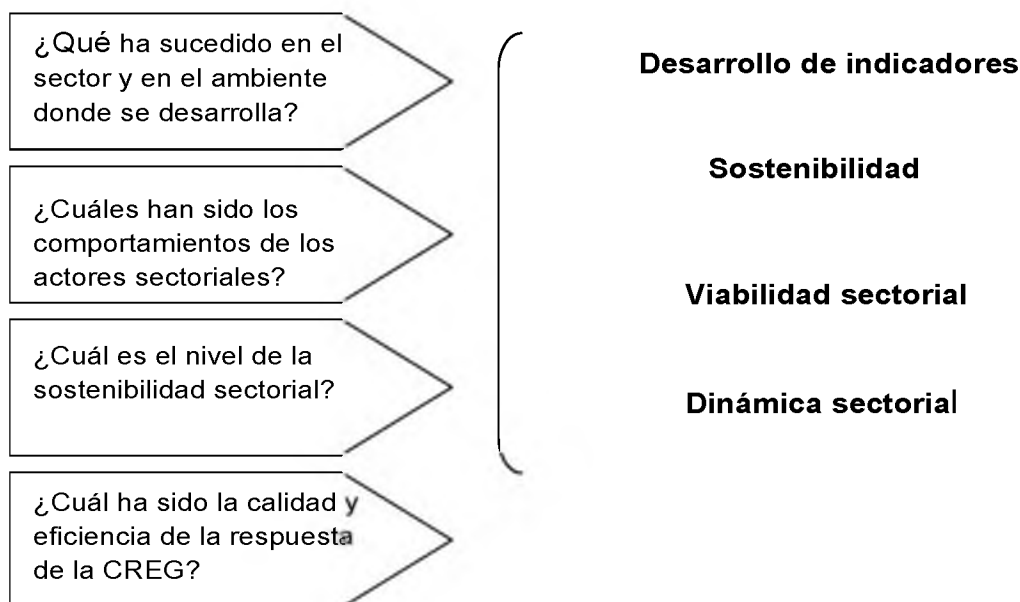 ¿Qué ha sucedido en el
sector y en el ambiente
donde se desarrolla?
¿Cuáles han sido los
comportamientos de los
actores sectoriales?
¿Cuál es el nivel de la
sostenibilidad sectorial?
¿Cuál ha sido la calidad y
eficiencia de la respuesta
de la CREG?
Desarrollo de indicadores
Sostenibilidad
Viabilidad sectorial
Dinámica sectorial